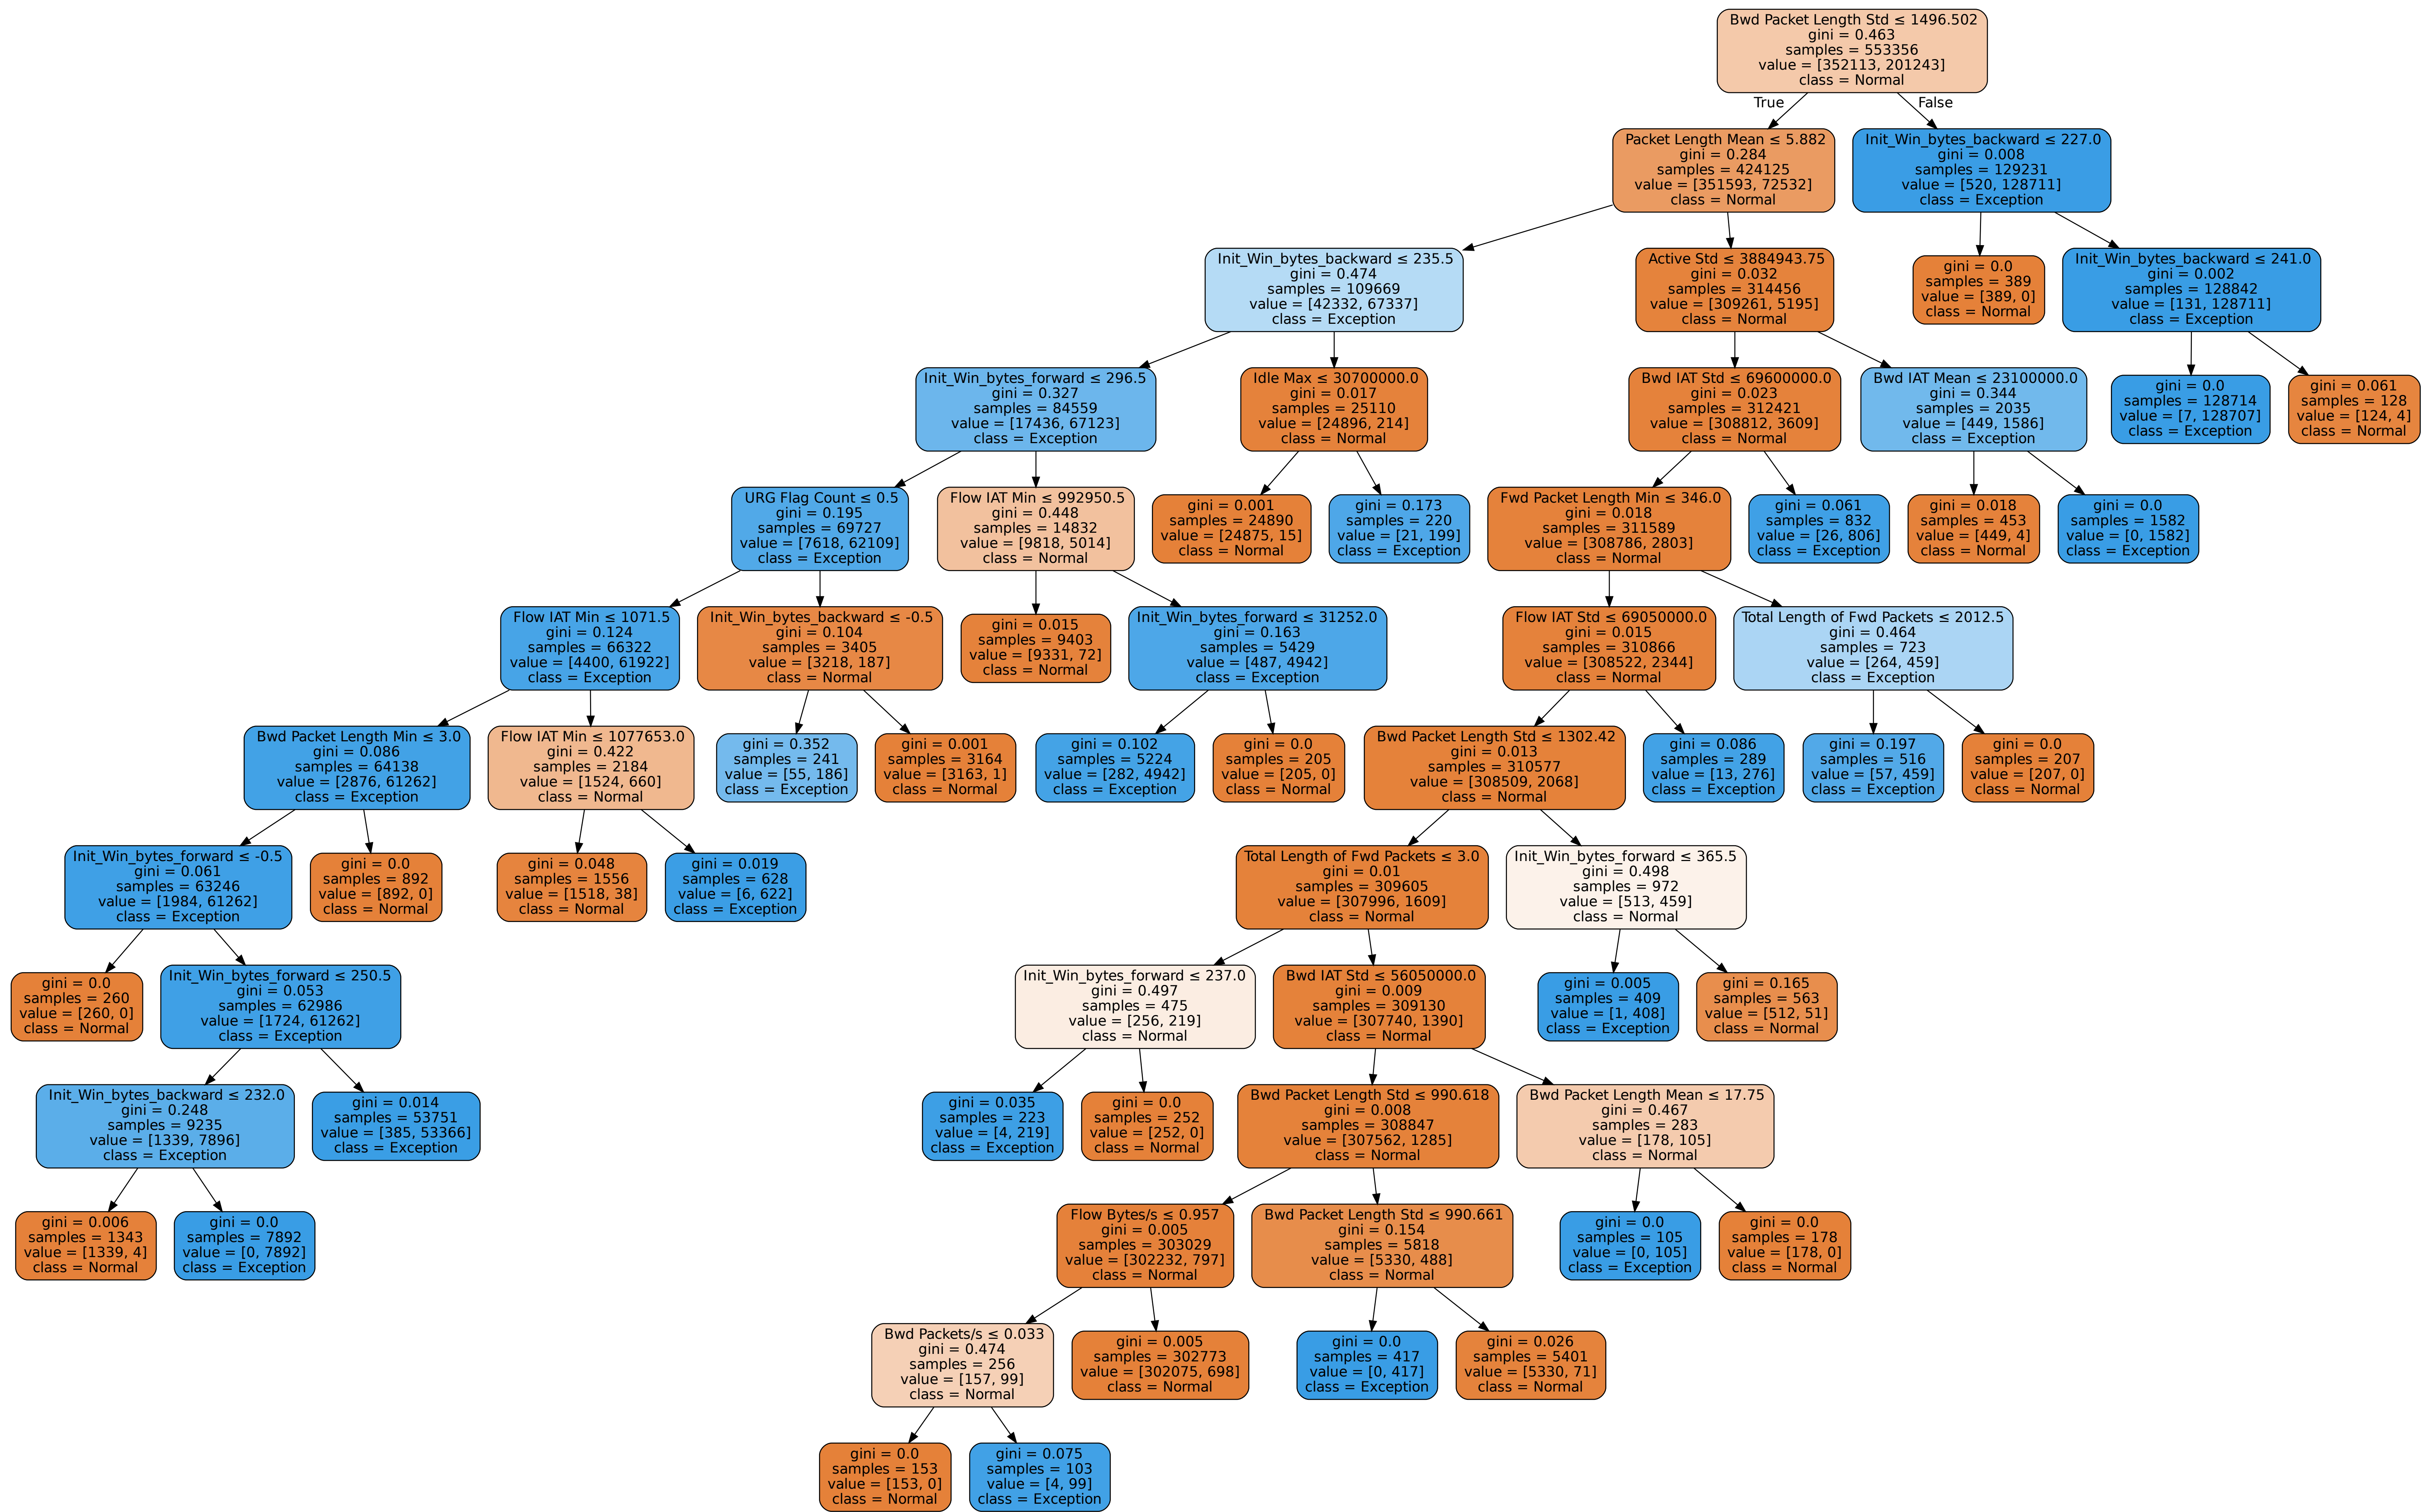 Bwd Packet Length Std ≤ 1496.502
gini = 0.463
samples = 553356
value = [352113, 201243]
class = Normal
True
False
Packet Length Mean ≤ 5.882
gini = 0.284
samples = 424125
value = [351593, 72532]
class = Normal
Init_Win_bytes_backward ≤ 227.0
gini = 0.008
samples = 129231
value = [520, 128711]
class = Exception
Init_Win_bytes_backward ≤ 235.5
gini = 0.474
samples = 109669
value = [42332, 67337]
class = Exception
Active Std ≤ 3884943.75
gini = 0.032
samples = 314456
value = [309261, 5195]
class = Normal
gini = 0.0
samples = 389
value = [389, 0]
class = Normal
Init_Win_bytes_backward ≤ 241.0
gini = 0.002
samples = 128842
value = [131, 128711]
class = Exception
Init_Win_bytes_forward ≤ 296.5
gini = 0.327
samples = 84559
value = [17436, 67123]
class = Exception
Idle Max ≤ 30700000.0
gini = 0.017
samples = 25110
value = [24896, 214]
class = Normal
Bwd IAT Std ≤ 69600000.0
gini = 0.023
samples = 312421
value = [308812, 3609]
class = Normal
Bwd IAT Mean ≤ 23100000.0
gini = 0.344
samples = 2035
value = [449, 1586]
class = Exception
gini = 0.0
samples = 128714
value = [7, 128707]
class = Exception
gini = 0.061
samples = 128
value = [124, 4]
class = Normal
URG Flag Count ≤ 0.5
gini = 0.195
samples = 69727
value = [7618, 62109]
class = Exception
Flow IAT Min ≤ 992950.5
gini = 0.448
samples = 14832
value = [9818, 5014]
class = Normal
gini = 0.001
samples = 24890
value = [24875, 15]
class = Normal
gini = 0.173
samples = 220
value = [21, 199]
class = Exception
Fwd Packet Length Min ≤ 346.0
gini = 0.018
samples = 311589
value = [308786, 2803]
class = Normal
gini = 0.061
samples = 832
value = [26, 806]
class = Exception
gini = 0.018
samples = 453
value = [449, 4]
class = Normal
gini = 0.0
samples = 1582
value = [0, 1582]
class = Exception
Flow IAT Min ≤ 1071.5
gini = 0.124
samples = 66322
value = [4400, 61922]
class = Exception
Init_Win_bytes_backward ≤ -0.5
gini = 0.104
samples = 3405
value = [3218, 187]
class = Normal
gini = 0.015
samples = 9403
value = [9331, 72]
class = Normal
Init_Win_bytes_forward ≤ 31252.0
gini = 0.163
samples = 5429
value = [487, 4942]
class = Exception
Flow IAT Std ≤ 69050000.0
gini = 0.015
samples = 310866
value = [308522, 2344]
class = Normal
Total Length of Fwd Packets ≤ 2012.5
gini = 0.464
samples = 723
value = [264, 459]
class = Exception
Bwd Packet Length Min ≤ 3.0
gini = 0.086
samples = 64138
value = [2876, 61262]
class = Exception
Flow IAT Min ≤ 1077653.0
gini = 0.422
samples = 2184
value = [1524, 660]
class = Normal
gini = 0.352
samples = 241
value = [55, 186]
class = Exception
gini = 0.001
samples = 3164
value = [3163, 1]
class = Normal
gini = 0.102
samples = 5224
value = [282, 4942]
class = Exception
gini = 0.0
samples = 205
value = [205, 0]
class = Normal
Bwd Packet Length Std ≤ 1302.42
gini = 0.013
samples = 310577
value = [308509, 2068]
class = Normal
gini = 0.086
samples = 289
value = [13, 276]
class = Exception
gini = 0.197
samples = 516
value = [57, 459]
class = Exception
gini = 0.0
samples = 207
value = [207, 0]
class = Normal
Init_Win_bytes_forward ≤ -0.5
gini = 0.061
samples = 63246
value = [1984, 61262]
class = Exception
gini = 0.0
samples = 892
value = [892, 0]
class = Normal
gini = 0.048
samples = 1556
value = [1518, 38]
class = Normal
gini = 0.019
samples = 628
value = [6, 622]
class = Exception
Total Length of Fwd Packets ≤ 3.0
gini = 0.01
samples = 309605
value = [307996, 1609]
class = Normal
Init_Win_bytes_forward ≤ 365.5
gini = 0.498
samples = 972
value = [513, 459]
class = Normal
gini = 0.0
samples = 260
value = [260, 0]
class = Normal
Init_Win_bytes_forward ≤ 250.5
gini = 0.053
samples = 62986
value = [1724, 61262]
class = Exception
Init_Win_bytes_forward ≤ 237.0
gini = 0.497
samples = 475
value = [256, 219]
class = Normal
Bwd IAT Std ≤ 56050000.0
gini = 0.009
samples = 309130
value = [307740, 1390]
class = Normal
gini = 0.005
samples = 409
value = [1, 408]
class = Exception
gini = 0.165
samples = 563
value = [512, 51]
class = Normal
Init_Win_bytes_backward ≤ 232.0
gini = 0.248
samples = 9235
value = [1339, 7896]
class = Exception
gini = 0.014
samples = 53751
value = [385, 53366]
class = Exception
gini = 0.035
samples = 223
value = [4, 219]
class = Exception
gini = 0.0
samples = 252
value = [252, 0]
class = Normal
Bwd Packet Length Std ≤ 990.618
gini = 0.008
samples = 308847
value = [307562, 1285]
class = Normal
Bwd Packet Length Mean ≤ 17.75
gini = 0.467
samples = 283
value = [178, 105]
class = Normal
gini = 0.006
samples = 1343
value = [1339, 4]
class = Normal
gini = 0.0
samples = 7892
value = [0, 7892]
class = Exception
Flow Bytes/s ≤ 0.957
gini = 0.005
samples = 303029
value = [302232, 797]
class = Normal
Bwd Packet Length Std ≤ 990.661
gini = 0.154
samples = 5818
value = [5330, 488]
class = Normal
gini = 0.0
samples = 105
value = [0, 105]
class = Exception
gini = 0.0
samples = 178
value = [178, 0]
class = Normal
Bwd Packets/s ≤ 0.033
gini = 0.474
samples = 256
value = [157, 99]
class = Normal
gini = 0.005
samples = 302773
value = [302075, 698]
class = Normal
gini = 0.0
samples = 417
value = [0, 417]
class = Exception
gini = 0.026
samples = 5401
value = [5330, 71]
class = Normal
gini = 0.0
samples = 153
value = [153, 0]
class = Normal
gini = 0.075
samples = 103
value = [4, 99]
class = Exception